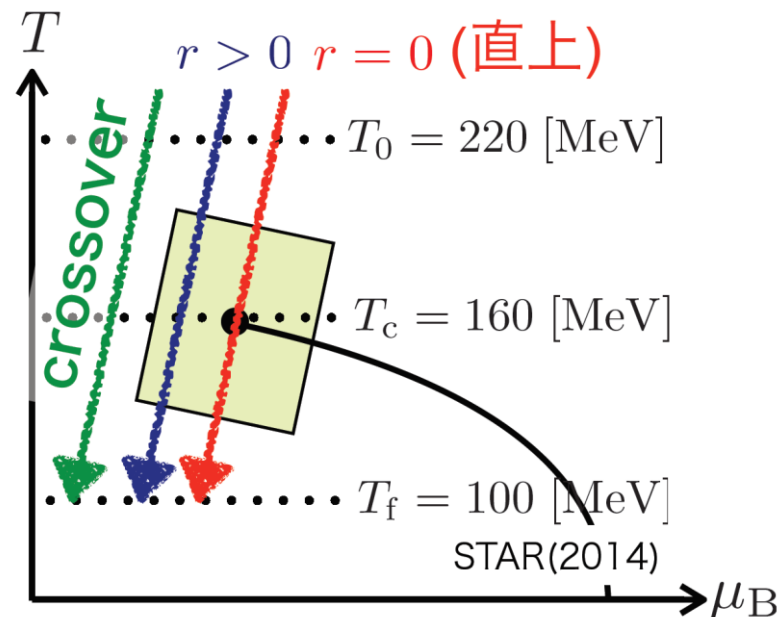 T
r > 0 r = 0 (直上)
T₀ = 220 [MeV]
crossover
T_c = 160 [MeV]
T_f = 100 [MeV]
STAR(2014)
μ_B